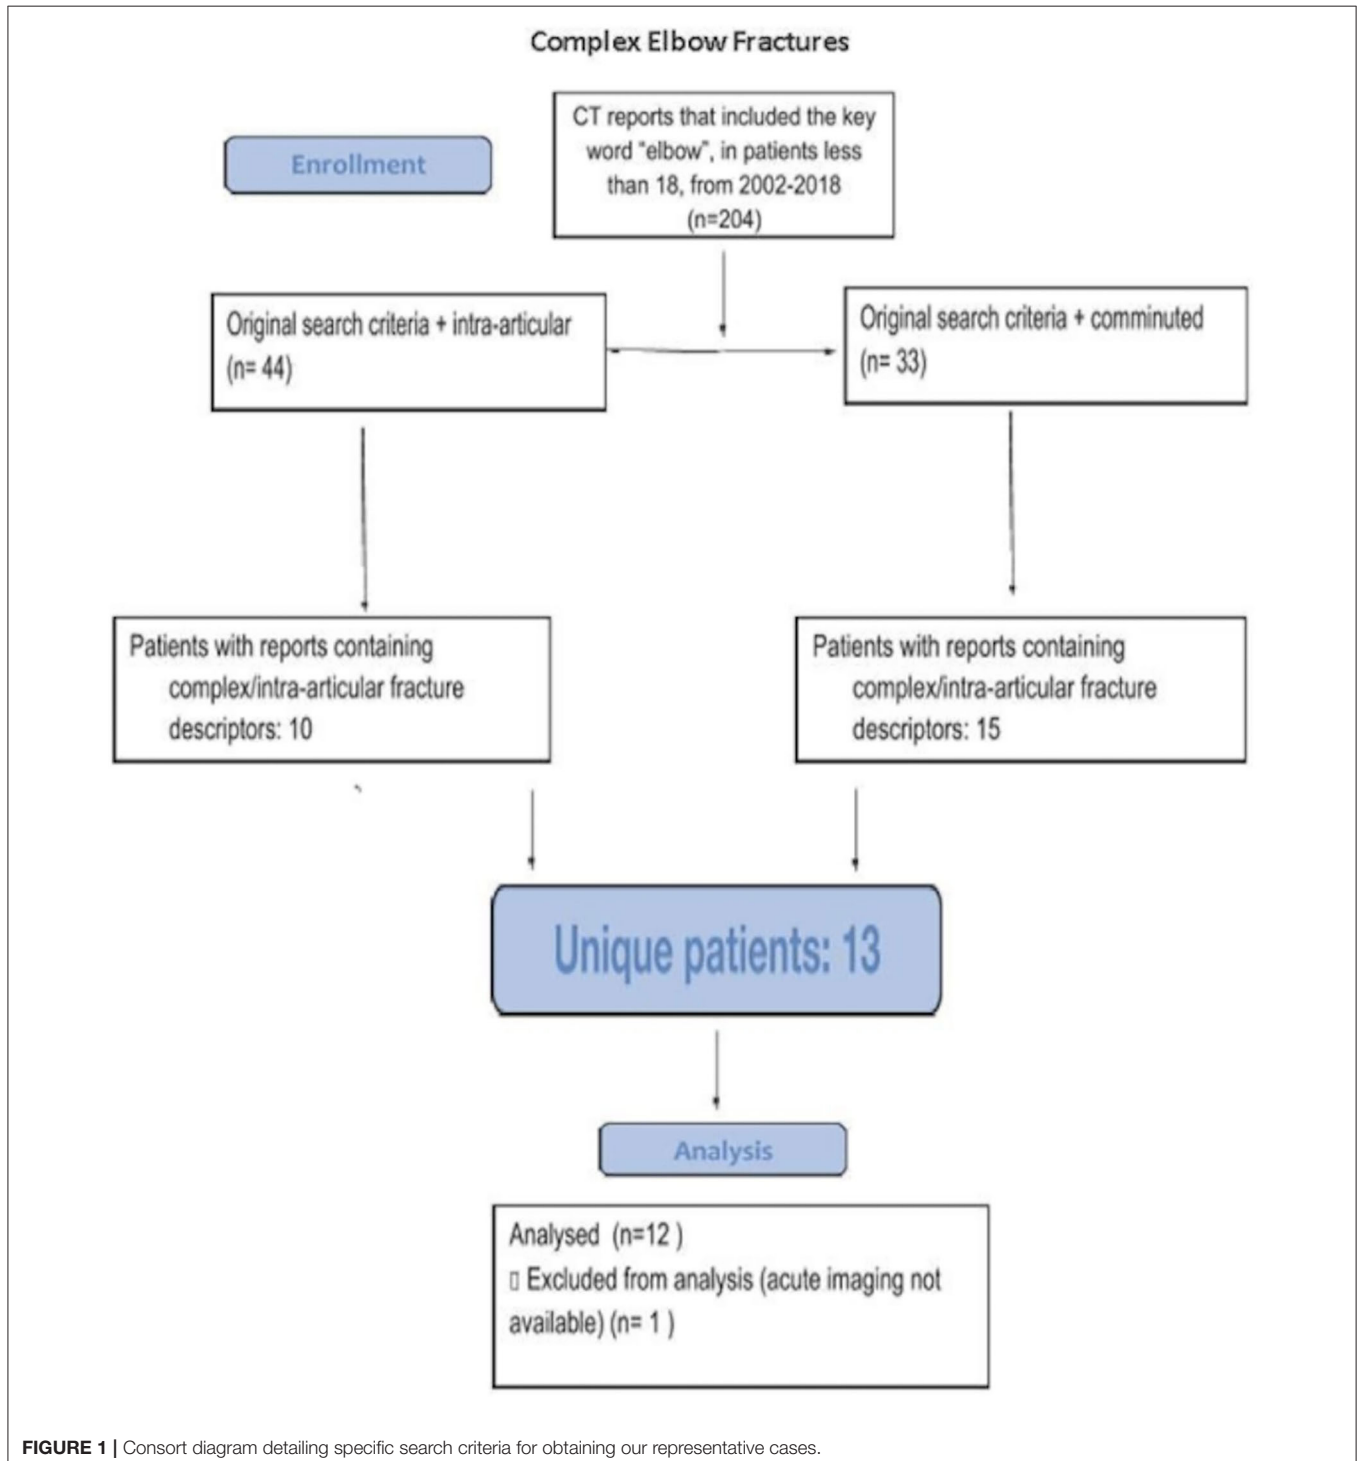 Complex Elbow Fractures
Enrollment
CT reports that included the key
word "elbow", in patients less
than 18, from 2002-2018
(n=204)
Original search criteria + intra-articular
(n= 44)
Original search criteria + comminuted
(n= 33)
Patients with reports containing
complex/intra-articular fracture
descriptors: 10
Patients with reports containing
complex/intra-articular fracture
descriptors: 15
Unique patients: 13
Analysis
Analysed (n=12 )
▯ Excluded from analysis (acute imaging not
available) (n= 1 )
FIGURE 1 | Consort diagram detailing specific search criteria for obtaining our representative cases.